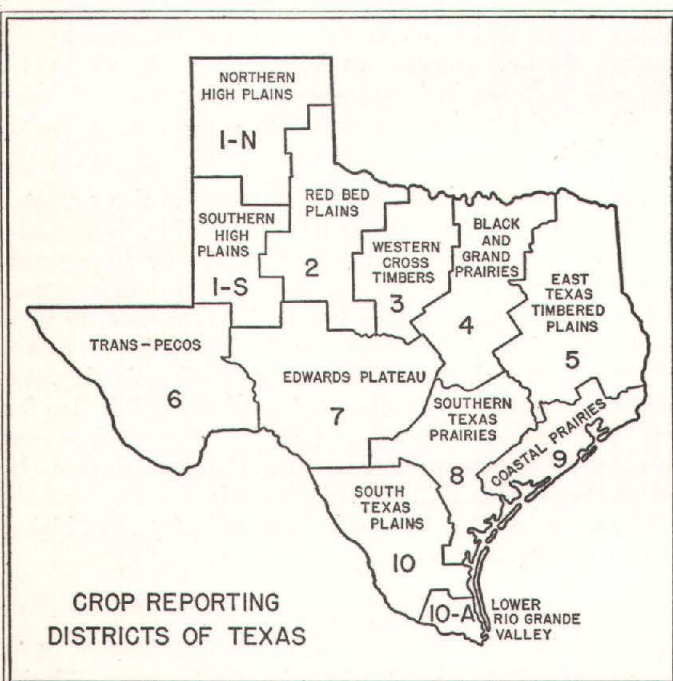 NORTHERN
HIGH PLAINS
1-N
SOUTHERN
HIGH
PLAINS
1-S
RED BED
PLAINS
2
WESTERN
CROSS
TIMBERS
3
BLACK
AND
GRAND
PRAIRIES
4
EAST
TEXAS
TIMBERED
PLAINS
5
TRANS-PECOS
6
EDWARDS PLATEAU
7
SOUTHERN
TEXAS
PRAIRIES
8
COASTAL PRAIRIES
9
SOUTH
TEXAS
PLAINS
10
10-A
LOWER
RIO GRANDE
VALLEY
CROP REPORTING
DISTRICTS OF TEXAS